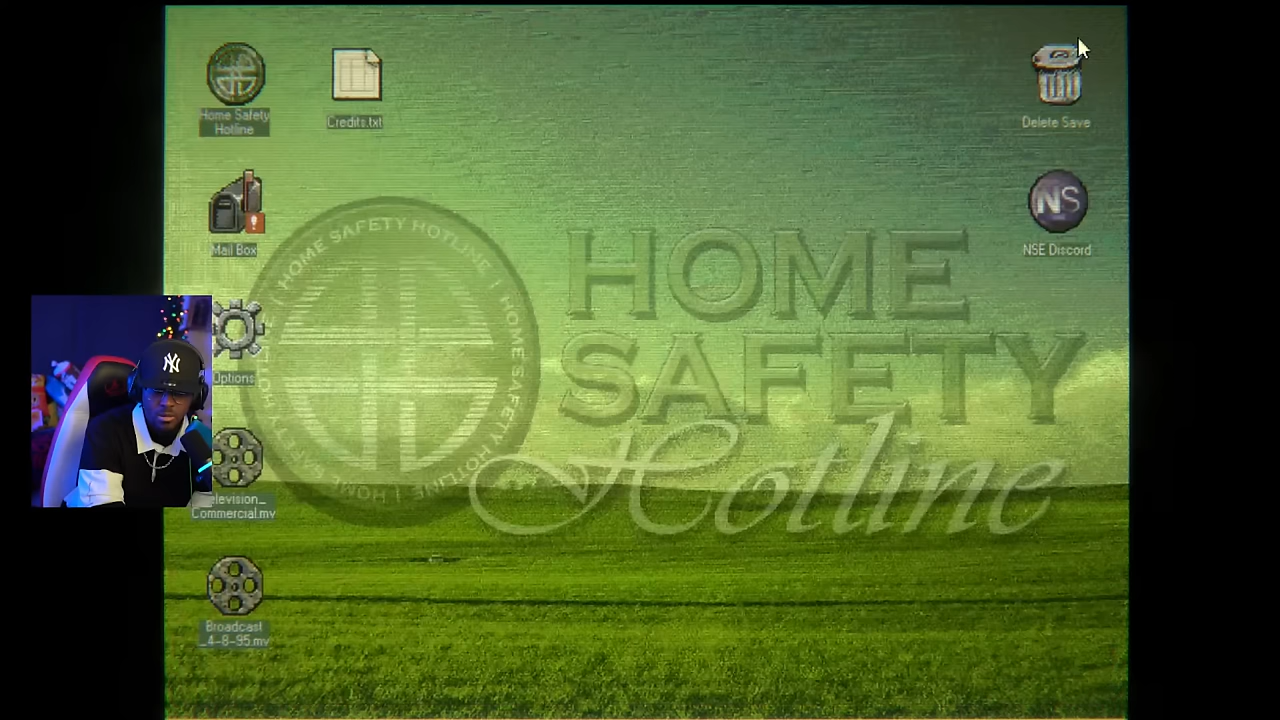 Home Safety
Hotline
Credits.txt
Delete Save
Mail Box
NS
NSE Discord
HOME SAFETY HOTLINE | HOME SAFETY HOTLINE | HOME SAFETY HOTLINE |
HOME
SAFETY
Hotline
NY
Options
elevision_
Commercial.mv
Broadcast
_4-8-95.mv